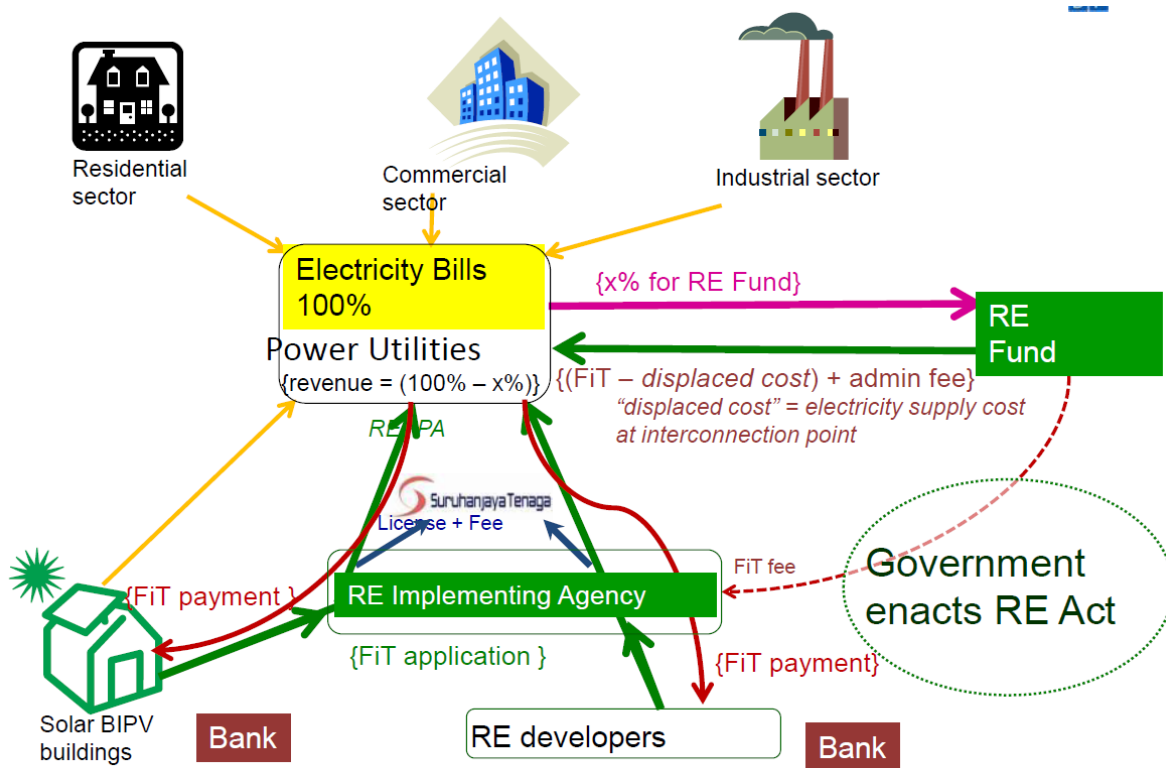 Residential
sector
Commercial
sector
Industrial sector
Electricity Bills
100%
{x% for RE Fund}
RE
Fund
Power Utilities
{revenue = (100% – x%)}
{(FiT – displaced cost) + admin fee}
"displaced cost" = electricity supply cost
at interconnection point
SuruhanjayaTenaga
License + Fee
FiT fee
Government
enacts RE Act
{FiT payment }
RE Implementing Agency
{FiT application }
{FiT payment}
Solar BIPV
buildings
Bank
RE developers
Bank